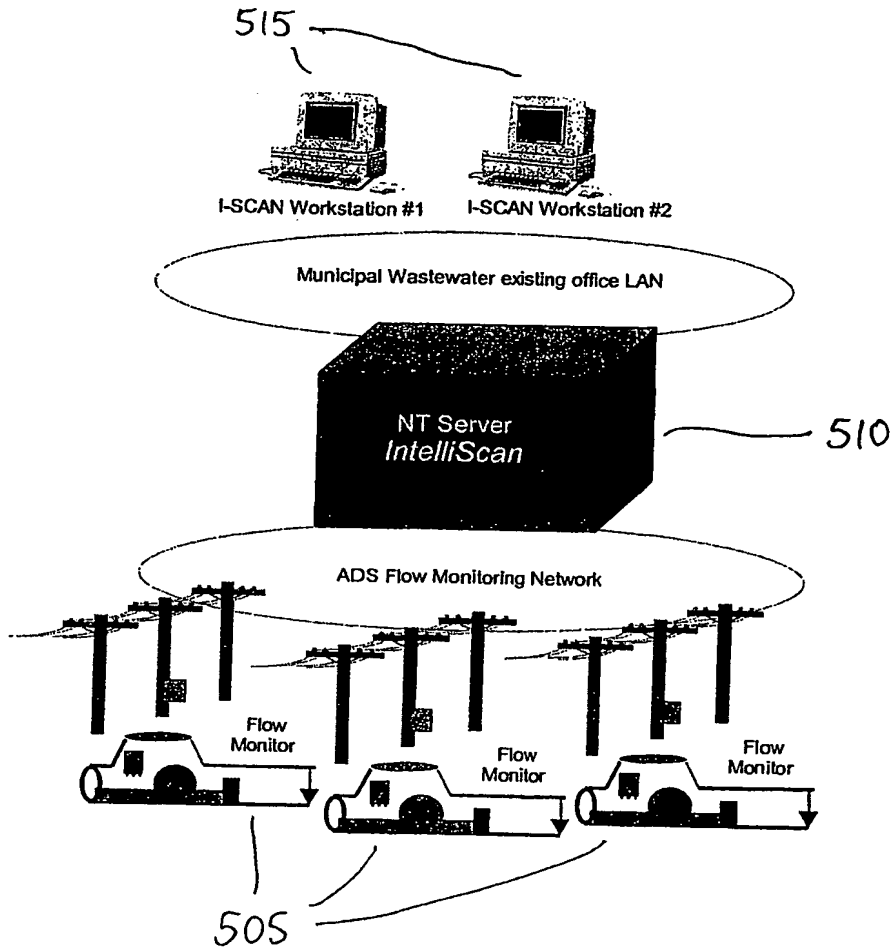 515
I-SCAN Workstation #1
I-SCAN Workstation #2
Municipal Wastewater existing office LAN
NT Server
IntelliScan
510
ADS Flow Monitoring Network
Flow
Monitor
Flow
Monitor
Flow
Monitor
505